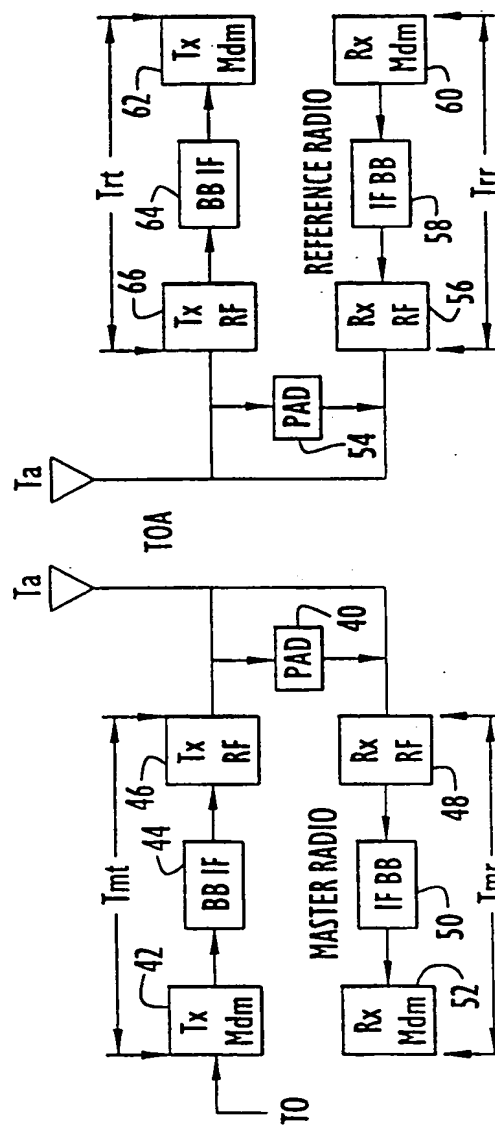 Ta
Ta
TOA
Tmt
Trt
42
44
46
66
64
62
TO
Tx
Mdm
BB IF
Tx
RF
Tx
RF
BB IF
Tx
Mdm
PAD
40
PAD
54
MASTER RADIO
REFERENCE RADIO
Rx
Mdm
IF BB
Rx
RF
Rx
RF
IF BB
Rx
Mdm
52
50
48
56
58
60
Tmr
Trr